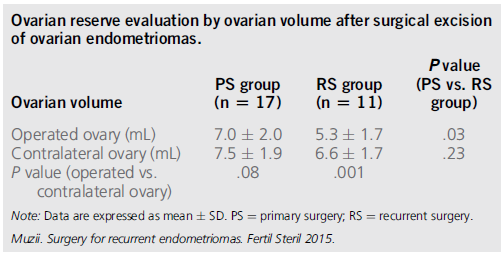 Ovarian reserve evaluation by ovarian volume after surgical excision
of ovarian endometriomas.
P value
PS group RS group (PS vs. RS
Ovarian volume (n = 17) (n = 11) group)
Operated ovary (mL) 7.0 ± 2.0 5.3 ± 1.7 .03
Contralateral ovary (mL) 7.5 ± 1.9 6.6 ± 1.7 .23
P value (operated vs. .08 .001
contralateral ovary)
Note: Data are expressed as mean ± SD. PS = primary surgery; RS = recurrent surgery.
Muzii. Surgery for recurrent endometriomas. Fertil Steril 2015.